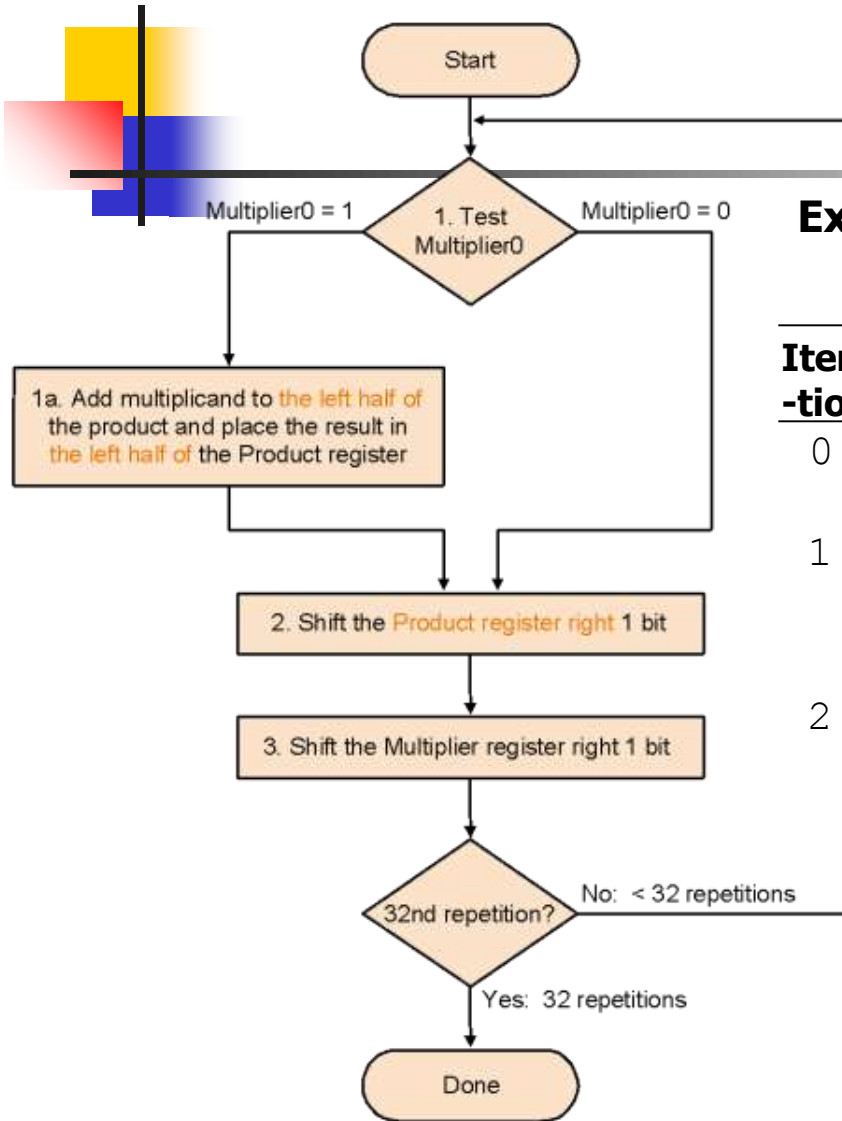 Start
Multiplier0 = 1
1. Test
Multiplier0
Multiplier0 = 0
1a. Add multiplicand to the left half of
the product and place the result in
the left half of the Product register
2. Shift the Product register right 1 bit
3. Shift the Multiplier register right 1 bit
32nd repetition?
No: < 32 repetitions
Yes: 32 repetitions
Done
Ex
Iter
-tio
0
1
2